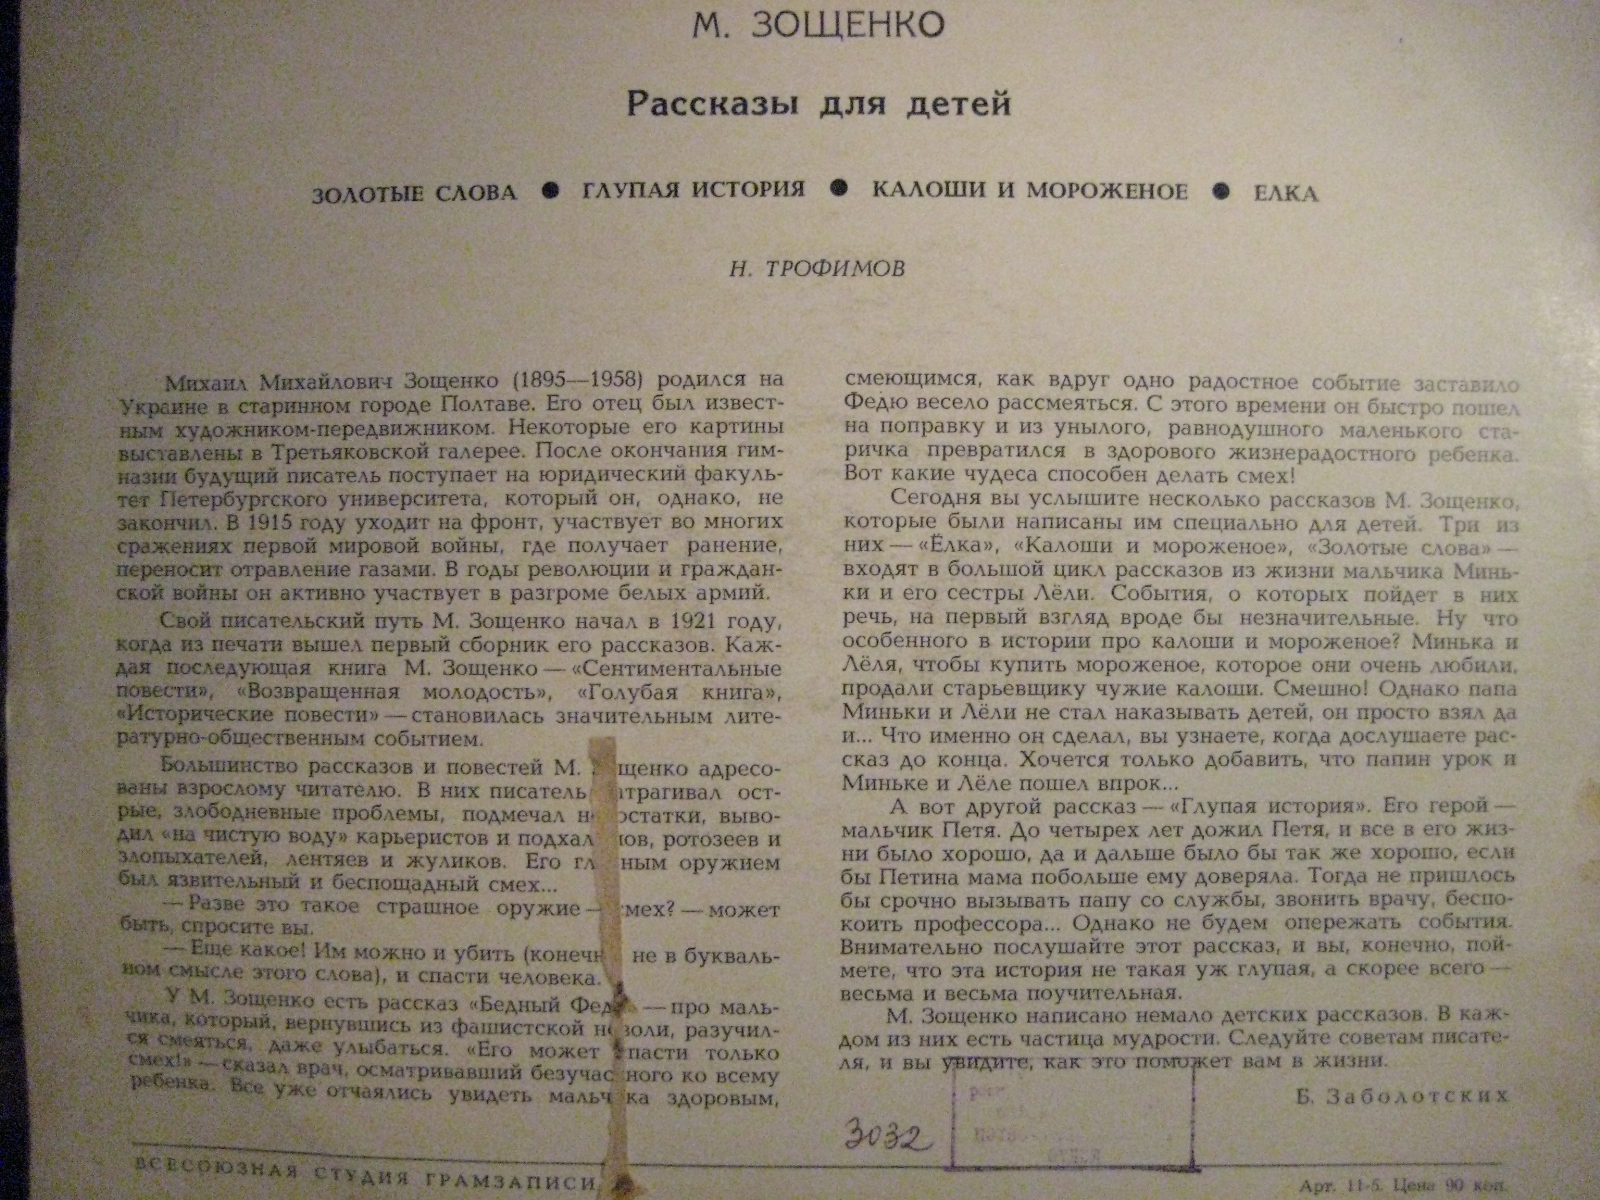 М. ЗОЩЕНКО
Рассказы для детей
ЗОЛОТЫЕ СЛОВА ● ГЛУПАЯ ИСТОРИЯ ● КАЛОШИ И МОРОЖЕНОЕ ● ЕЛКА
Н. ТРОФИМОВ
Михаил Михайлович Зощенко (1895—1958) родился на
Украине в старинном городе Полтаве. Его отец был извест-
ным художником-передвижником. Некоторые его картины
выставлены в Третьяковской галерее. После окончания гим-
назии будущий писатель поступает на юридический факуль-
тет Петербургского университета, который он, однако, не
закончил. В 1915 году уходит на фронт, участвует во многих
сражениях первой мировой войны, где получает ранение,
переносит отравление газами. В годы революции и граждан-
ской войны он активно участвует в разгроме белых армий.
Свой писательский путь М. Зощенко начал в 1921 году,
когда из печати вышел первый сборник его рассказов. Каж-
дая последующая книга М. Зощенко — «Сентиментальные
повести», «Возвращенная молодость», «Голубая книга»,
«Исторические повести» — становилась значительным лите-
ратурно-общественным событием.
Большинство рассказов и повестей М. Зощенко адресо-
ваны взрослому читателю. В них писатель затрагивал ост-
рые, злободневные проблемы, подмечал недостатки, выво-
дил «на чистую воду» карьеристов и подхалимов, ротозеев и
злопыхателей, лентяев и жуликов. Его главным оружием
был язвительный и беспощадный смех...
— Разве это такое страшное оружие — смех? — может
быть, спросите вы.
— Еще какое! Им можно и убить (конечно, не в букваль-
ном смысле этого слова), и спасти человека.
У М. Зощенко есть рассказ «Бедный Федя» — про маль-
чика, который, вернувшись из фашистской неволи, разучил-
ся смеяться, даже улыбаться. «Его может спасти только
смех!» — сказал врач, осматривавший безучастного ко всему
ребенка. Все уже отчаялись увидеть мальчика здоровым,
смеющимся, как вдруг одно радостное событие заставило
Федю весело рассмеяться. С этого времени он быстро пошел
на поправку и из унылого, равнодушного маленького ста-
ричка превратился в здорового жизнерадостного ребенка.
Вот какие чудеса способен делать смех!
Сегодня вы услышите несколько рассказов М. Зощенко,
которые были написаны им специально для детей. Три из
них — «Ёлка», «Калоши и мороженое», «Золотые слова» —
входят в большой цикл рассказов из жизни мальчика Минь-
ки и его сестры Лёли. События, о которых пойдет в них
речь, на первый взгляд вроде бы незначительные. Ну что
особенного в истории про калоши и мороженое? Минька и
Лёля, чтобы купить мороженое, которое они очень любили,
продали старьевщику чужие калоши. Смешно! Однако папа
Миньки и Лёли не стал наказывать детей, он просто взял да
и... Что именно он сделал, вы узнаете, когда дослушаете рас-
сказ до конца. Хочется только добавить, что папин урок и
Миньке и Лёле пошел впрок...
А вот другой рассказ — «Глупая история». Его герой —
мальчик Петя. До четырех лет дожил Петя, и все в его жиз-
ни было хорошо, да и дальше было бы так же хорошо, если
бы Петина мама побольше ему доверяла. Тогда не пришлось
бы срочно вызывать папу со службы, звонить врачу, беспо-
коить профессора... Однако не будем опережать события.
Внимательно послушайте этот рассказ, и вы, конечно, пой-
мете, что эта история не такая уж глупая, а скорее всего —
весьма и весьма поучительная.
М. Зощенко написано немало детских рассказов. В каж-
дом из них есть частица мудрости. Следуйте советам писате-
ля, и вы увидите, как это поможет вам в жизни.
Б. Заболотских
3032
ВСЕСОЮЗНАЯ СТУДИЯ ГРАМЗАПИСИ
Арт. 11-5. Цена 90 коп.